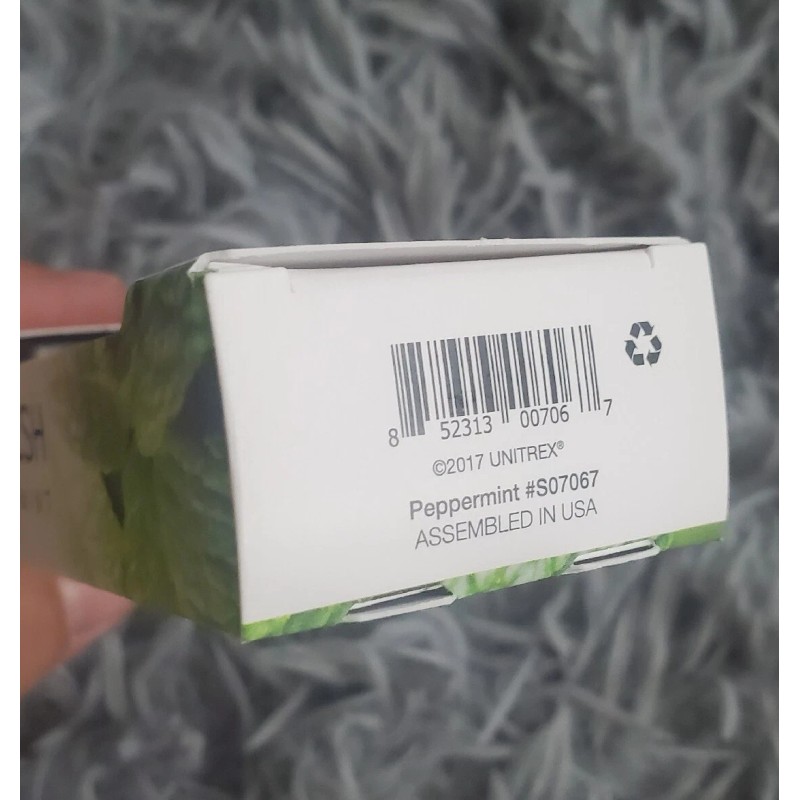 8 52313 00706 7
©2017 UNITREX®
Peppermint #S07067
ASSEMBLED IN USA